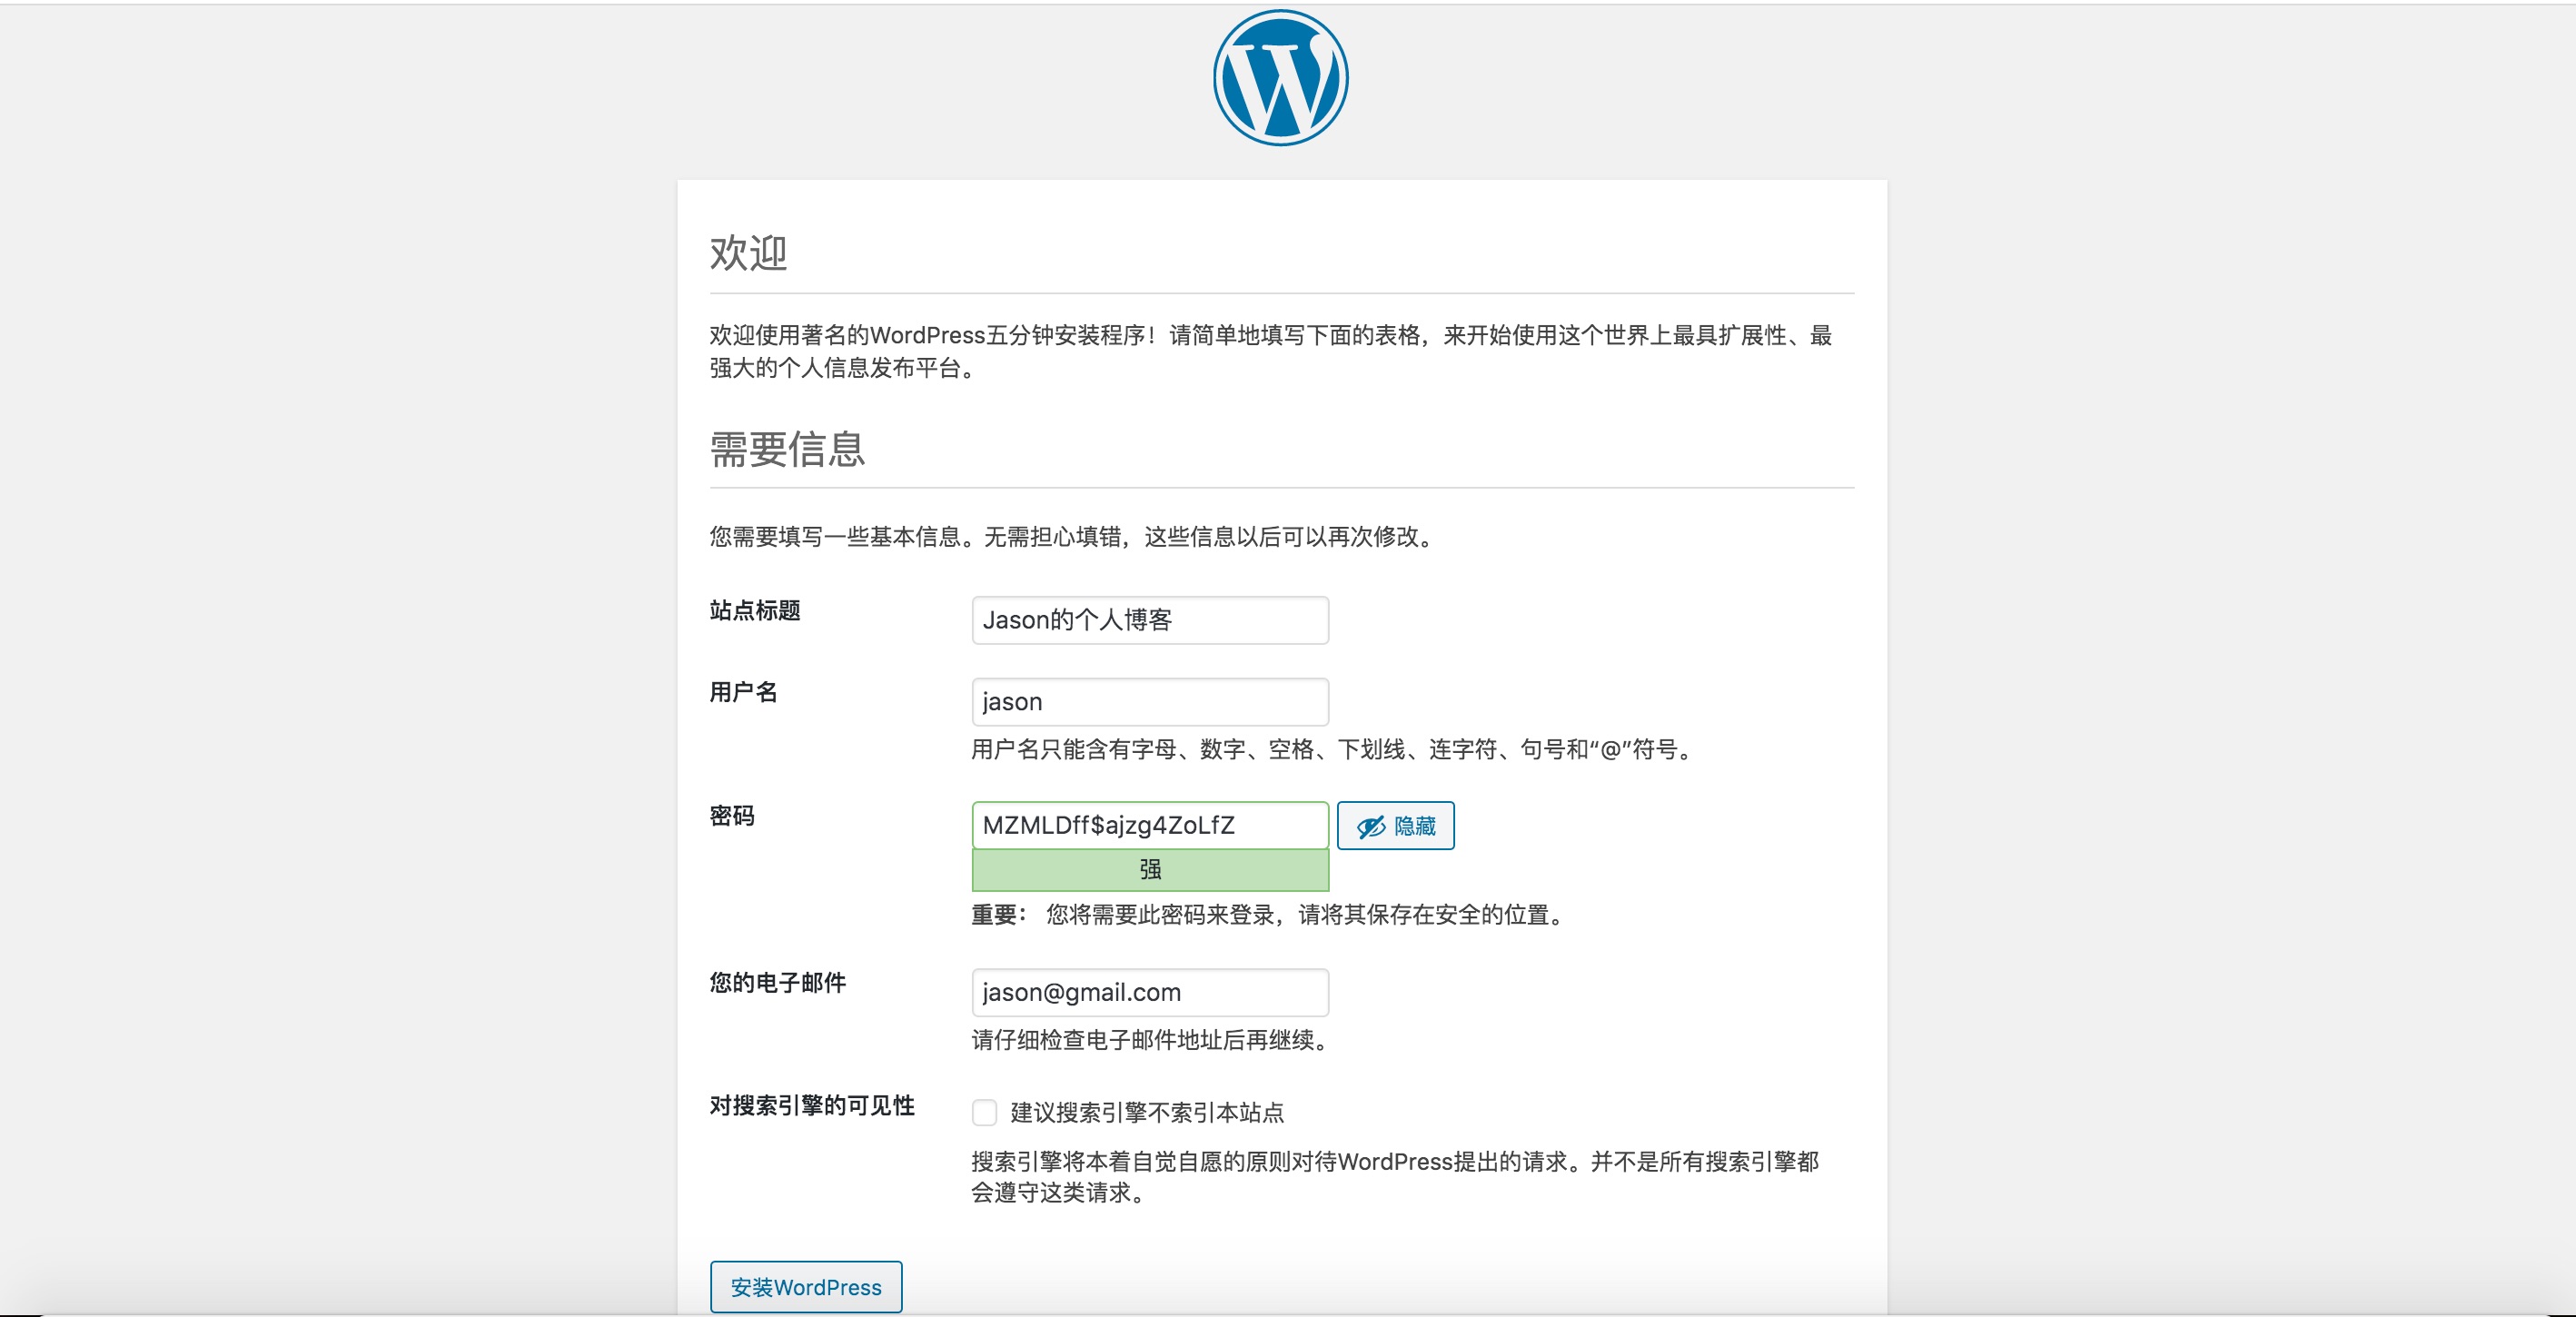 欢迎
欢迎使用著名的WordPress五分钟安装程序！请简单地填写下面的表格，来开始使用这个世界上最具扩展性、最
强大的个人信息发布平台。
需要信息
您需要填写一些基本信息。无需担心填错，这些信息以后可以再次修改。
站点标题
Jason的个人博客
用户名
jason
用户名只能含有字母、数字、空格、下划线、连字符、句号和“@”符号。
密码
MZMLDff$ajzg4ZoLfZ
隐藏
强
重要： 您将需要此密码来登录，请将其保存在安全的位置。
您的电子邮件
jason@gmail.com
请仔细检查电子邮件地址后再继续。
对搜索引擎的可见性
建议搜索引擎不索引本站点
搜索引擎将本着自觉自愿的原则对待WordPress提出的请求。并不是所有搜索引擎都
会遵守这类请求。
安装WordPress